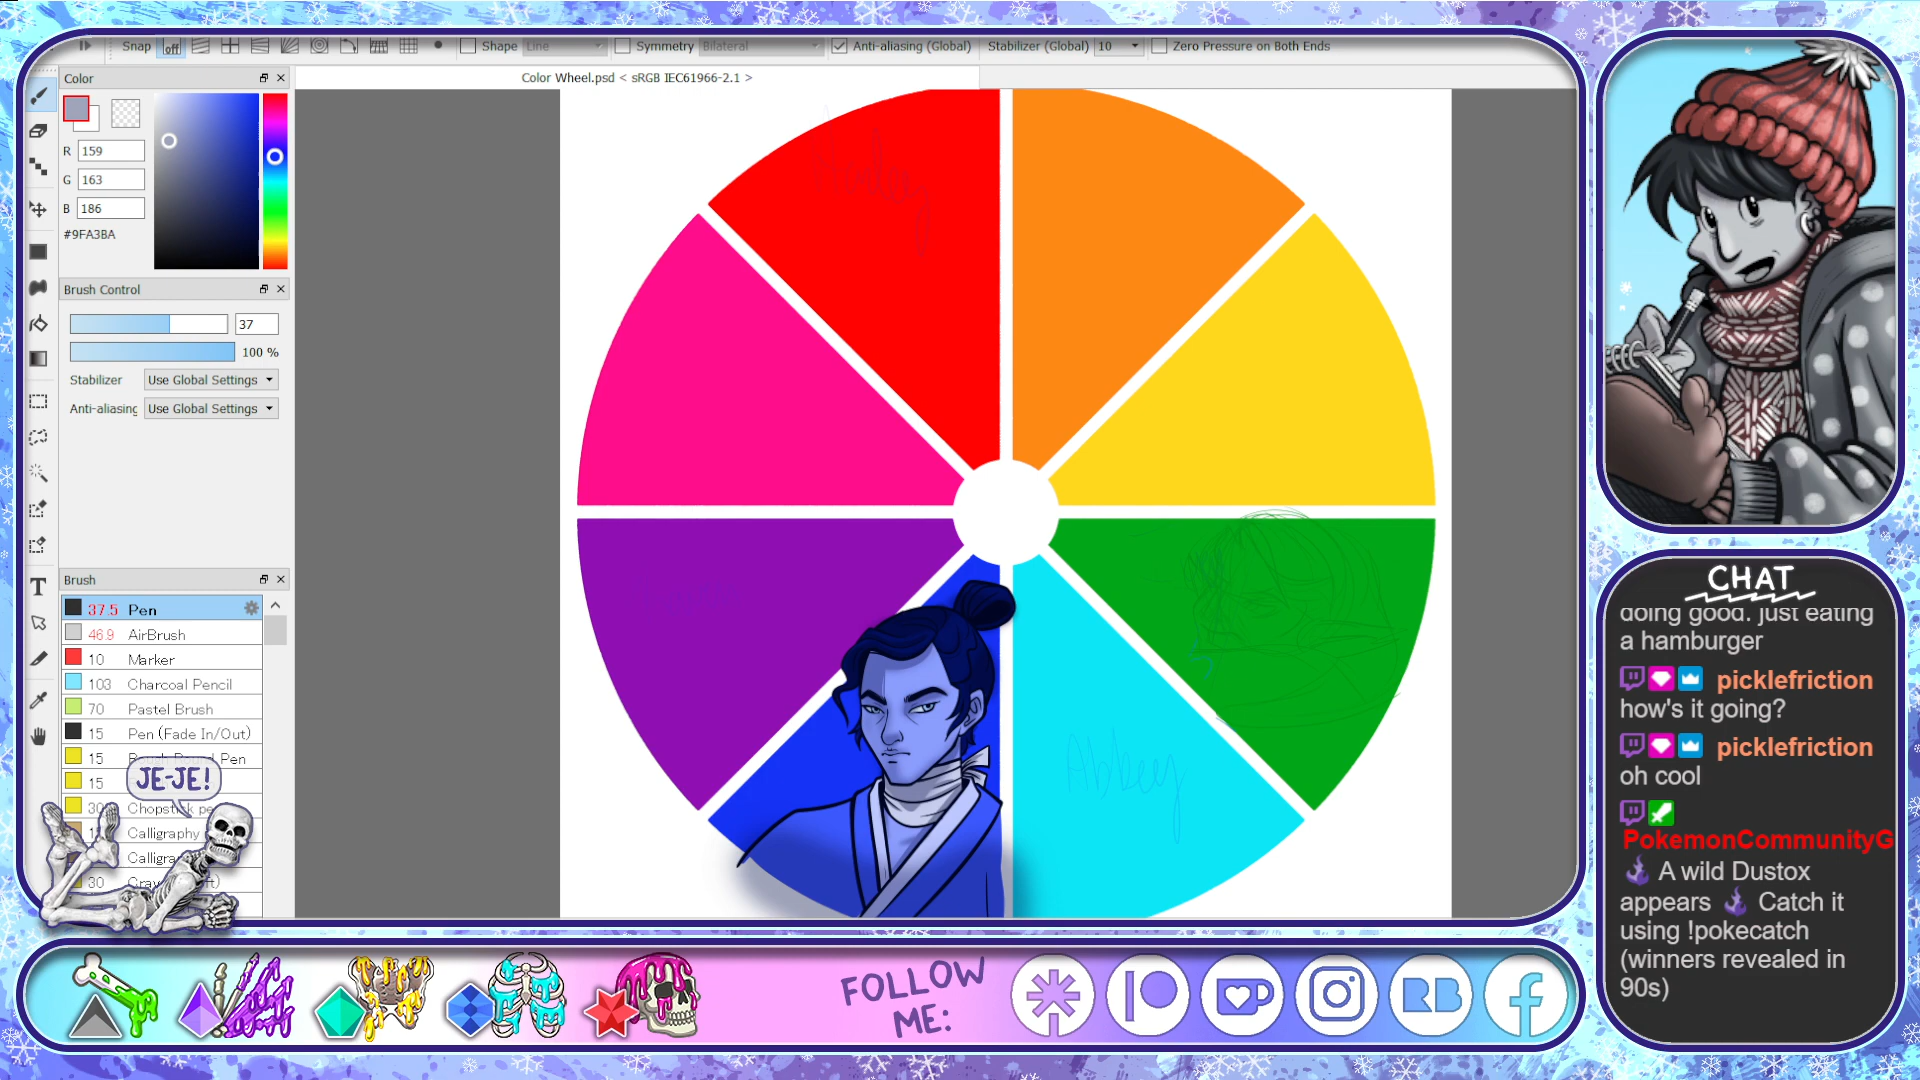 Snap off Shape Line Symmetry Bilateral Anti-aliasing (Global) Stabilizer (Global) 10 Zero Pressure on Both Ends
Color
Color Wheel.psd < sRGB IEC61966-2.1 >
R 159
G 163
B 186
#9FA3BA
Brush Control
37
100 %
Stabilizer Use Global Settings
Anti-aliasing Use Global Settings
Brush
37.5 Pen
46.9 AirBrush
10 Marker
103 Charcoal Pencil
70 Pastel Brush
15 Pen (Fade In/Out)
15 Pen
15
30 Chopstick pe
Calligraphy
Calligra
30
JE-JE!
Abbey
FOLLOW
ME:
RB
CHAT
doing good. just eating
a hamburger
picklefriction
how's it going?
picklefriction
oh cool
PokemonCommunityG
A wild Dustox
appears Catch it
using !pokecatch
(winners revealed in
90s)